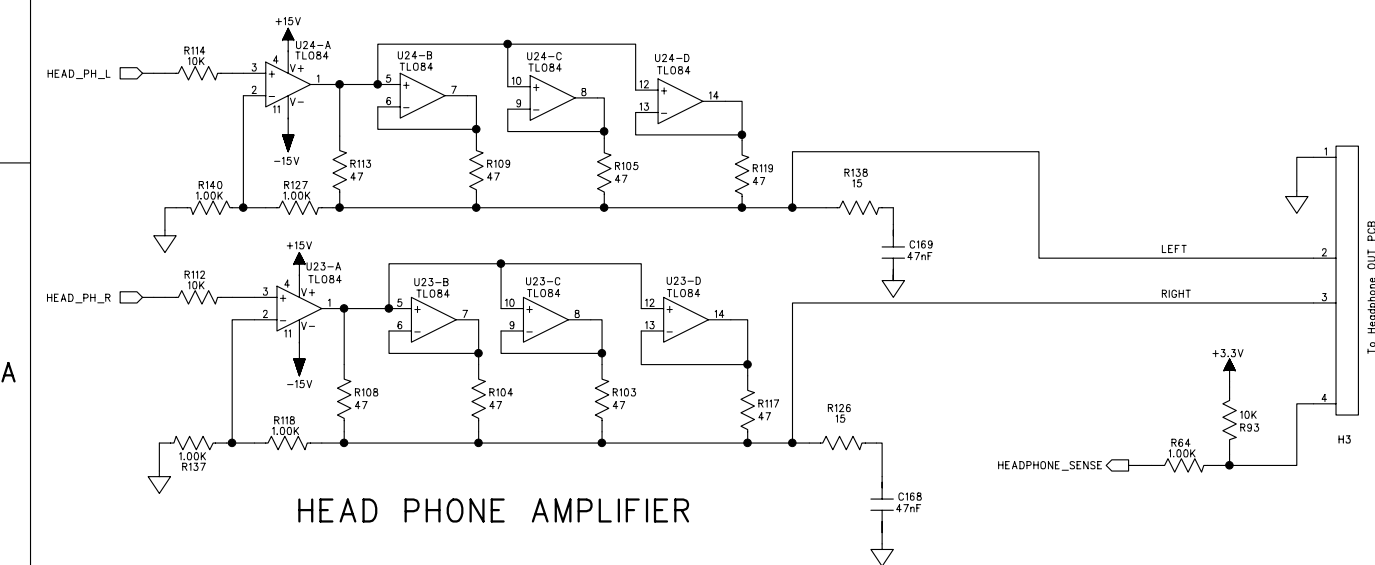 +15V
U24-A
TL084
R114
10K
HEAD_PH_L
3
2
4
V+
V-
11
1
-15V
U24-B
TL084
5
6
7
U24-C
TL084
10
9
8
U24-D
TL084
12
13
14
R113
47
R109
47
R105
47
R119
47
R140
1.00K
R127
1.00K
R138
15
C169
47nF
+15V
U23-A
TL084
R112
10K
HEAD_PH_R
3
2
4
V+
V-
11
1
-15V
U23-B
TL084
5
6
7
U23-C
TL084
10
9
8
U23-D
TL084
12
13
14
R108
47
R104
47
R103
47
R117
47
R118
1.00K
1.00K
R137
R126
15
C168
47nF
1
LEFT
2
RIGHT
3
+3.3V
10K
R93
4
R64
1.00K
HEADPHONE_SENSE
H3
To Headphone OUT PCB
A
HEAD PHONE AMPLIFIER